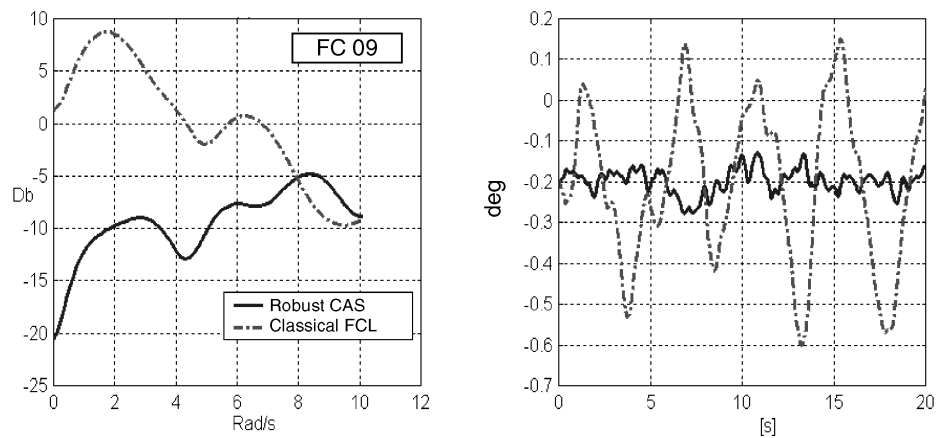 FC 09
10
5
0
-5
Db
-10
-15
-20
-25
0 2 4 6 8 10 12
Rad/s
Robust CAS
Classical FCL
0.2
0.1
0
-0.1
-0.2
deg
-0.3
-0.4
-0.5
-0.6
-0.7
0 5 10 15 20
[s]